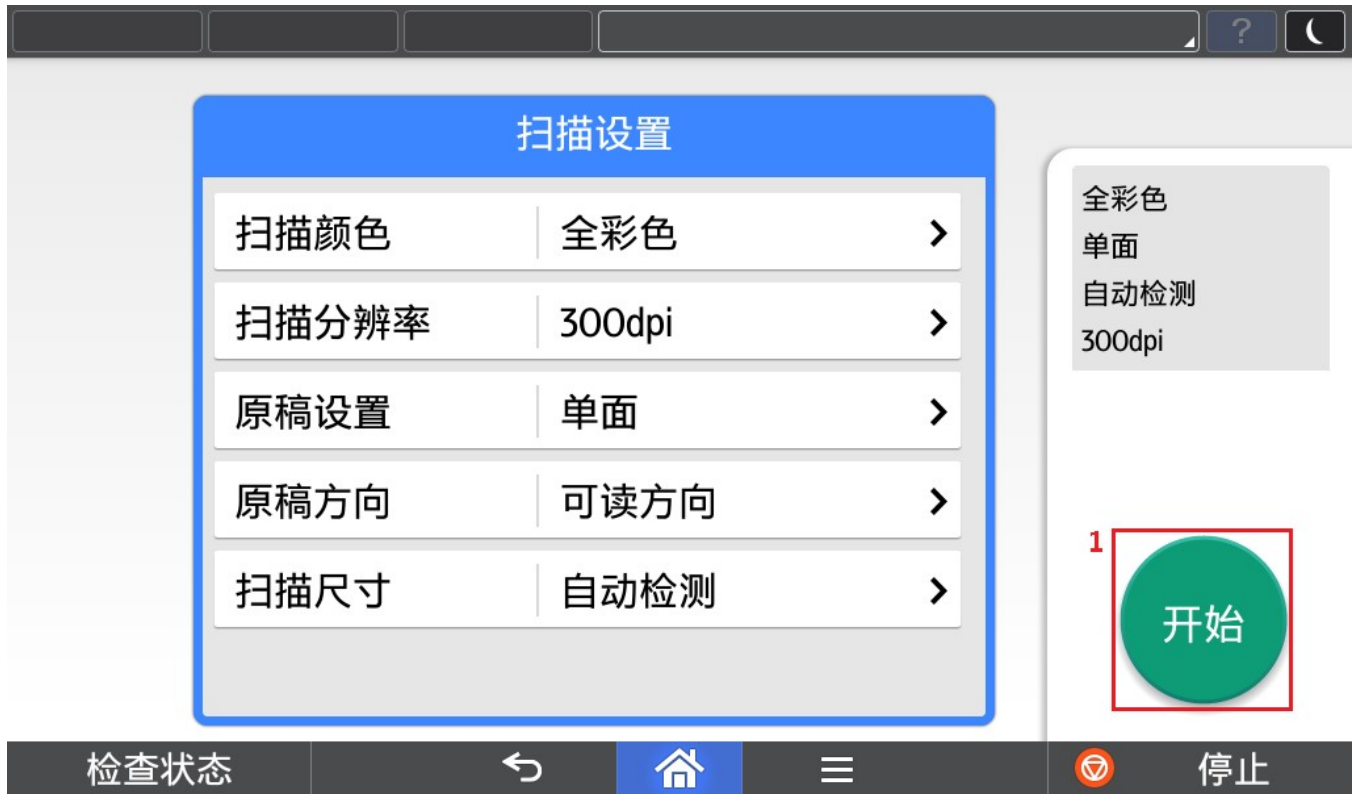 ?
扫描设置
扫描颜色 全彩色
扫描分辨率 300dpi
原稿设置 单面
原稿方向 可读方向
扫描尺寸 自动检测
全彩色
单面
自动检测
300dpi
1
开始
检查状态 停止